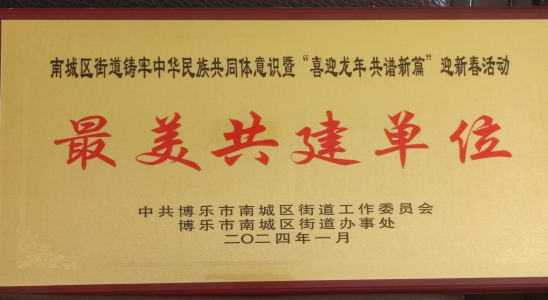 南城区街道铸牢中华民族共同体意识暨“喜迎龙年 共谱新篇”迎新春活动
最美共建单位
中共博乐市南城区街道工作委员会
博乐市南城区街道办事处
二〇二四年一月